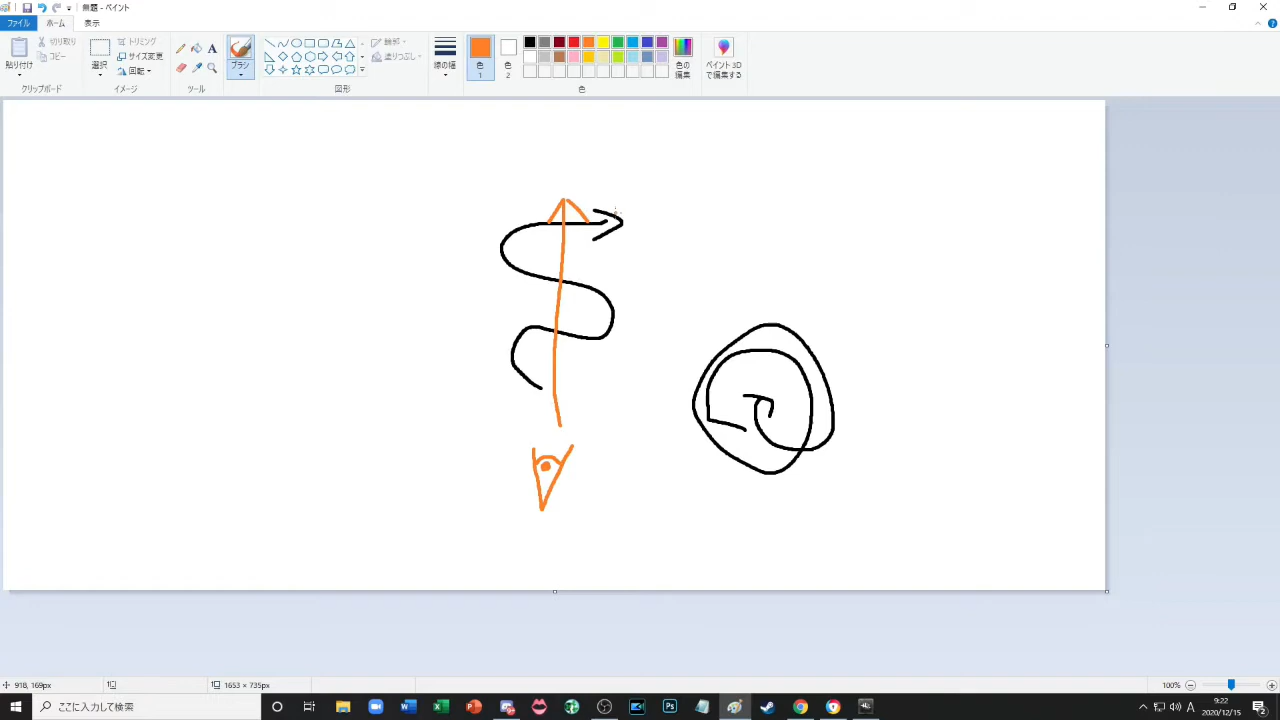 無題 - ペイント
ファイル ホーム 表示
貼り付け 切り取り コピー 選択 トリミング サイズ変更 回転 A ブラシ 輪郭 塗りつぶし 線の幅 色 1 色 2 色の編集 ペイント 3D で編集する
クリップボード イメージ ツール 図形 色
918, 169px 1653 × 735px 100%
ここに入力して検索 A 9:22
2020/12/15